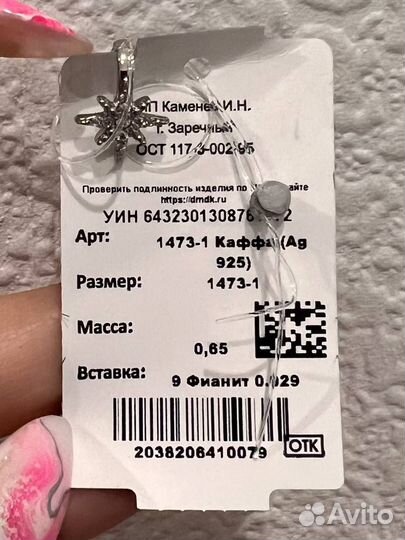 Каменев И.Н.
г. Заречный
ОСТ 117-3-002-95
Проверить подлинность изделия по
https://dmdk.ru
УИН
Арт: 1473-1 Каффа (Ag
925)
Размер: 1473-1
Масса:
0,65
Вставка: 9 Фианит 0.029
2038206410079
ОТК
Avito